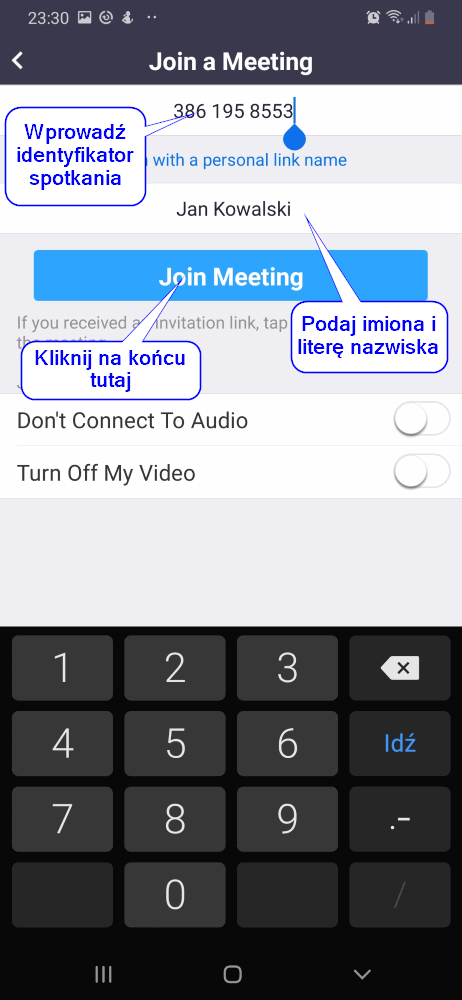 23:30
Join a Meeting
386 195 8553
Wprowadź
identyfikator
spotkania
with a personal link name
Jan Kowalski
Join Meeting
If you received an invitation link, tap
Podaj imiona i
literę nazwiska
Kliknij na końcu
tutaj
Don't Connect To Audio
Turn Off My Video
1 2 3
4 5 6 Idź
7 8 9 .-
0 /